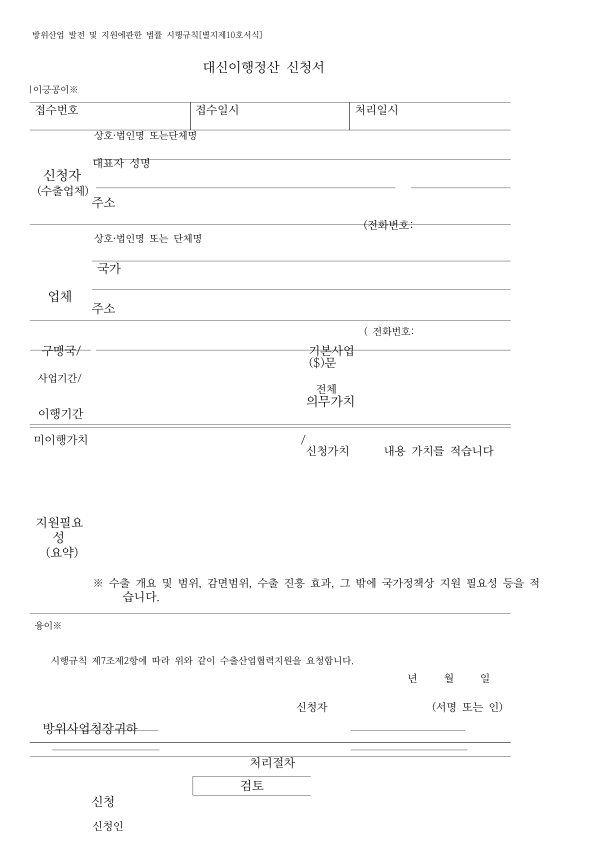 방위산업 발전 및 지원에관한 법률 시행규칙[별지제10호서식]
대신이행정산 신청서
이궁공이※
접수번호 접수일시 처리일시
상호·법인명 또는단체명
대표자 성명
신청자
(수출업체)
주소
(전화번호:
상호·법인명 또는 단체명
국가
업체
주소
( 전화번호:
구맹국/ 기본사업
($)문
사업기간/
전체
의무가치
이행기간
미이행가치 /
신청가치 내용 가치를 적습니다
지원필요
성
(요약)
※ 수출 개요 및 범위, 감면범위, 수출 진흥 효과, 그 밖에 국가정책상 지원 필요성 등을 적
습니다.
융이※
시행규칙 제7조제2항에 따라 위와 같이 수출산업협력지원을 요청합니다.
년 월 일
신청자 (서명 또는 인)
방위사업청장귀하
처리절차
검토
신청
신청인